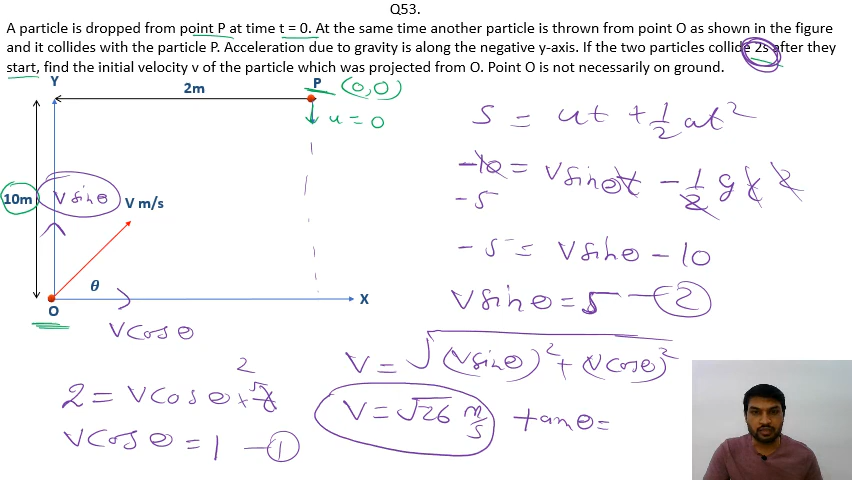 Q53.
A particle is dropped from point P at time t = 0. At the same time another particle is thrown from point O as shown in the figure
and it collides with the particle P. Acceleration due to gravity is along the negative y-axis. If the two particles collide 2s after they
start, find the initial velocity v of the particle which was projected from O. Point O is not necessarily on ground.
Y
2m
P (0,0)
u = 0
10m
V sinθ
V m/s
θ
O
X
V cos θ
S = ut + 1/2 at²
-10 = V sinθ t - 1/2 g t 2
-5
-5 = V sinθ - 10
V sinθ = 5 - 2
V = √(V sinθ)² + (V cosθ)²
2
2 = V cos θ × t
V cos θ = 1 - 1
V = √26 m/s
tanθ =